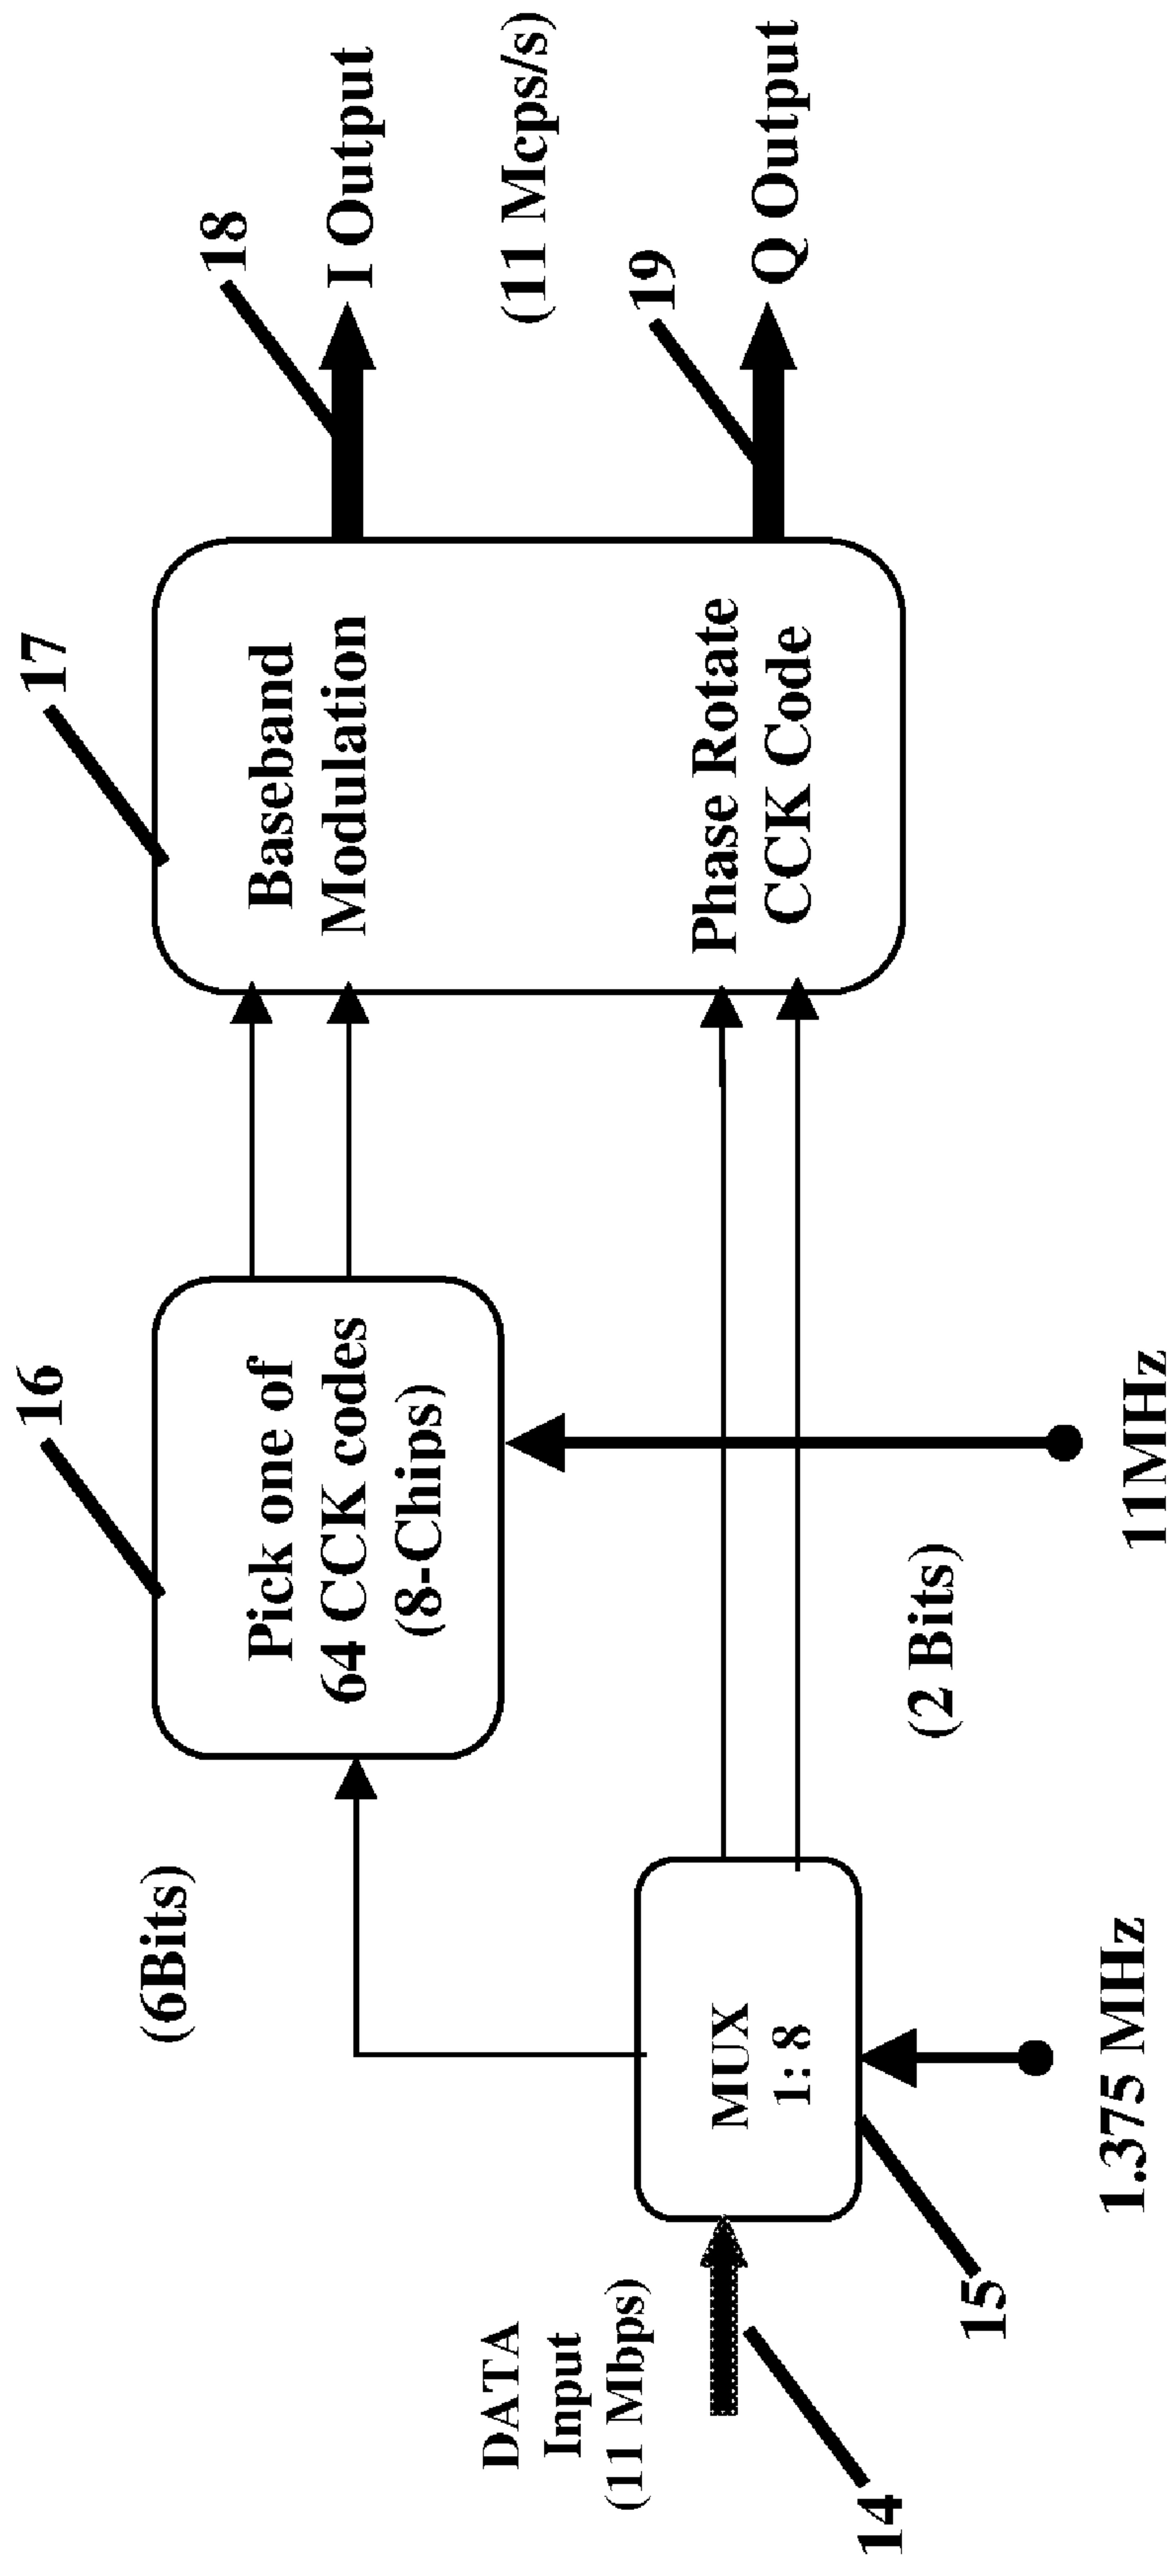 16
17
18
(6Bits)
Pick one of
64 CCK codes
(8-Chips)
Baseband
Modulation
I Output
(11 Mcps/s)
DATA
Input
(11 Mbps)
MUX
1: 8
Phase Rotate
CCK Code
19
Q Output
14
15
(2 Bits)
1.375 MHz
11MHz